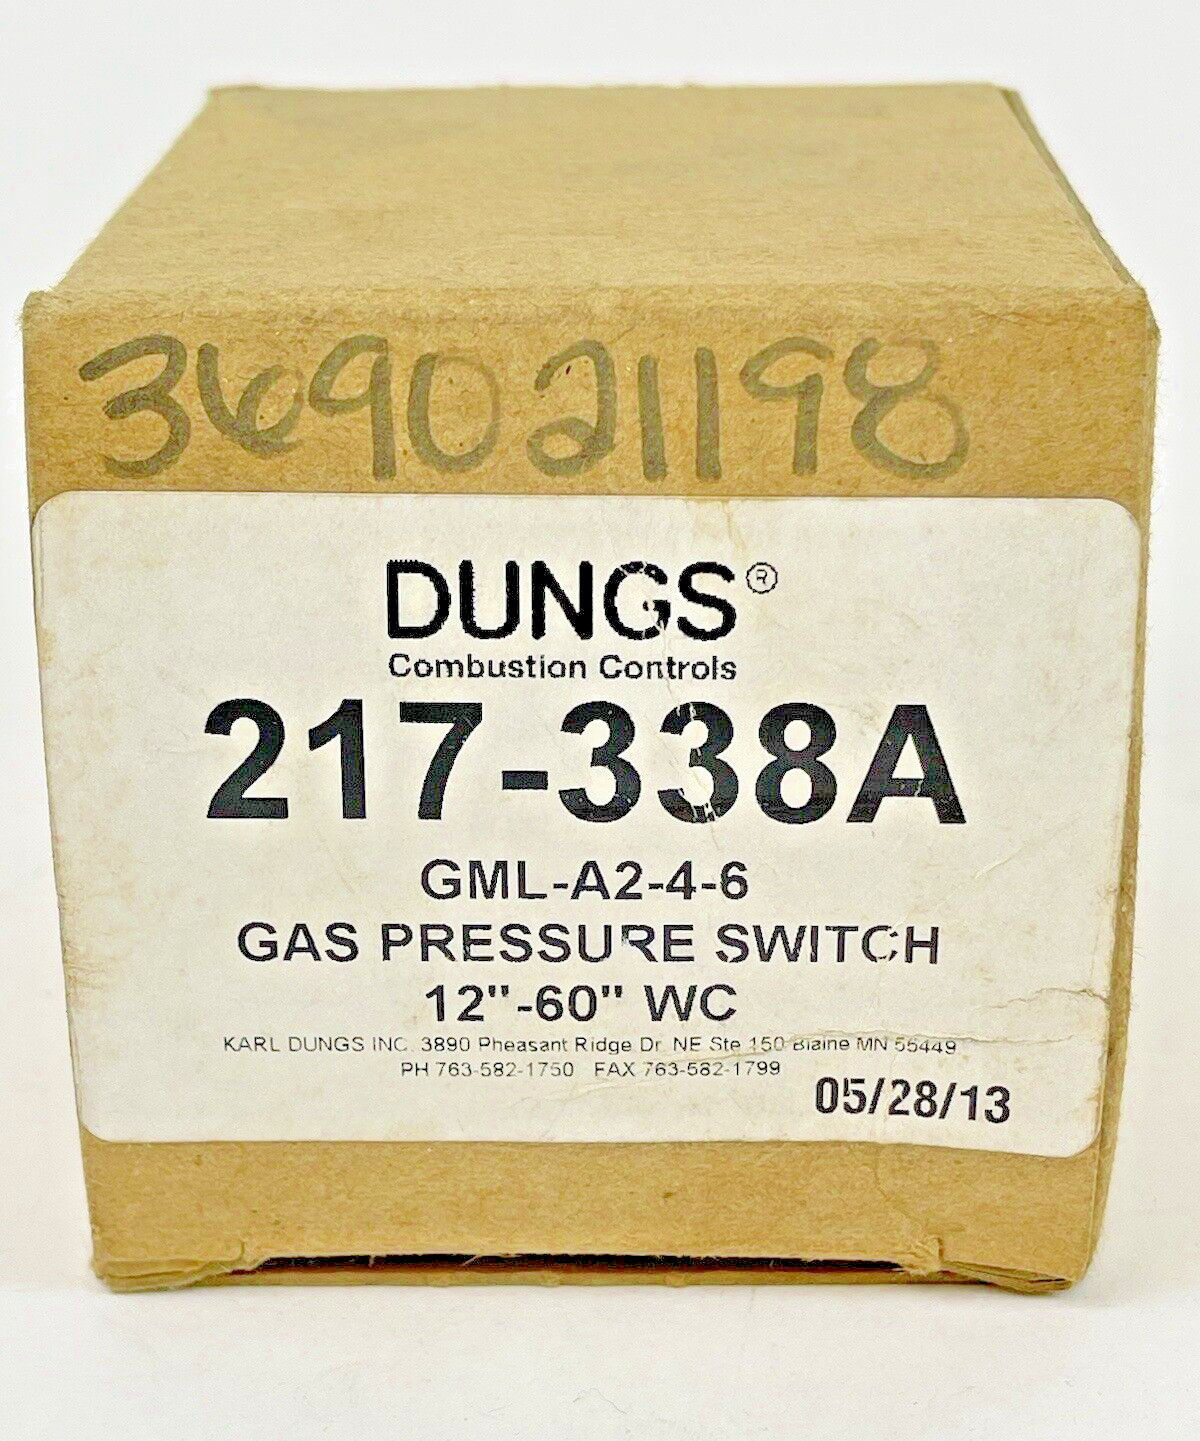 369021198
DUNGS®
Combustion Controls
217-338A
GML-A2-4-6
GAS PRESSURE SWITCH
12"-60" WC
KARL DUNGS INC. 3890 Pheasant Ridge Dr. NE Ste 150 Blaine MN 55449
PH 763-582-1750 FAX 763-582-1799
05/28/13